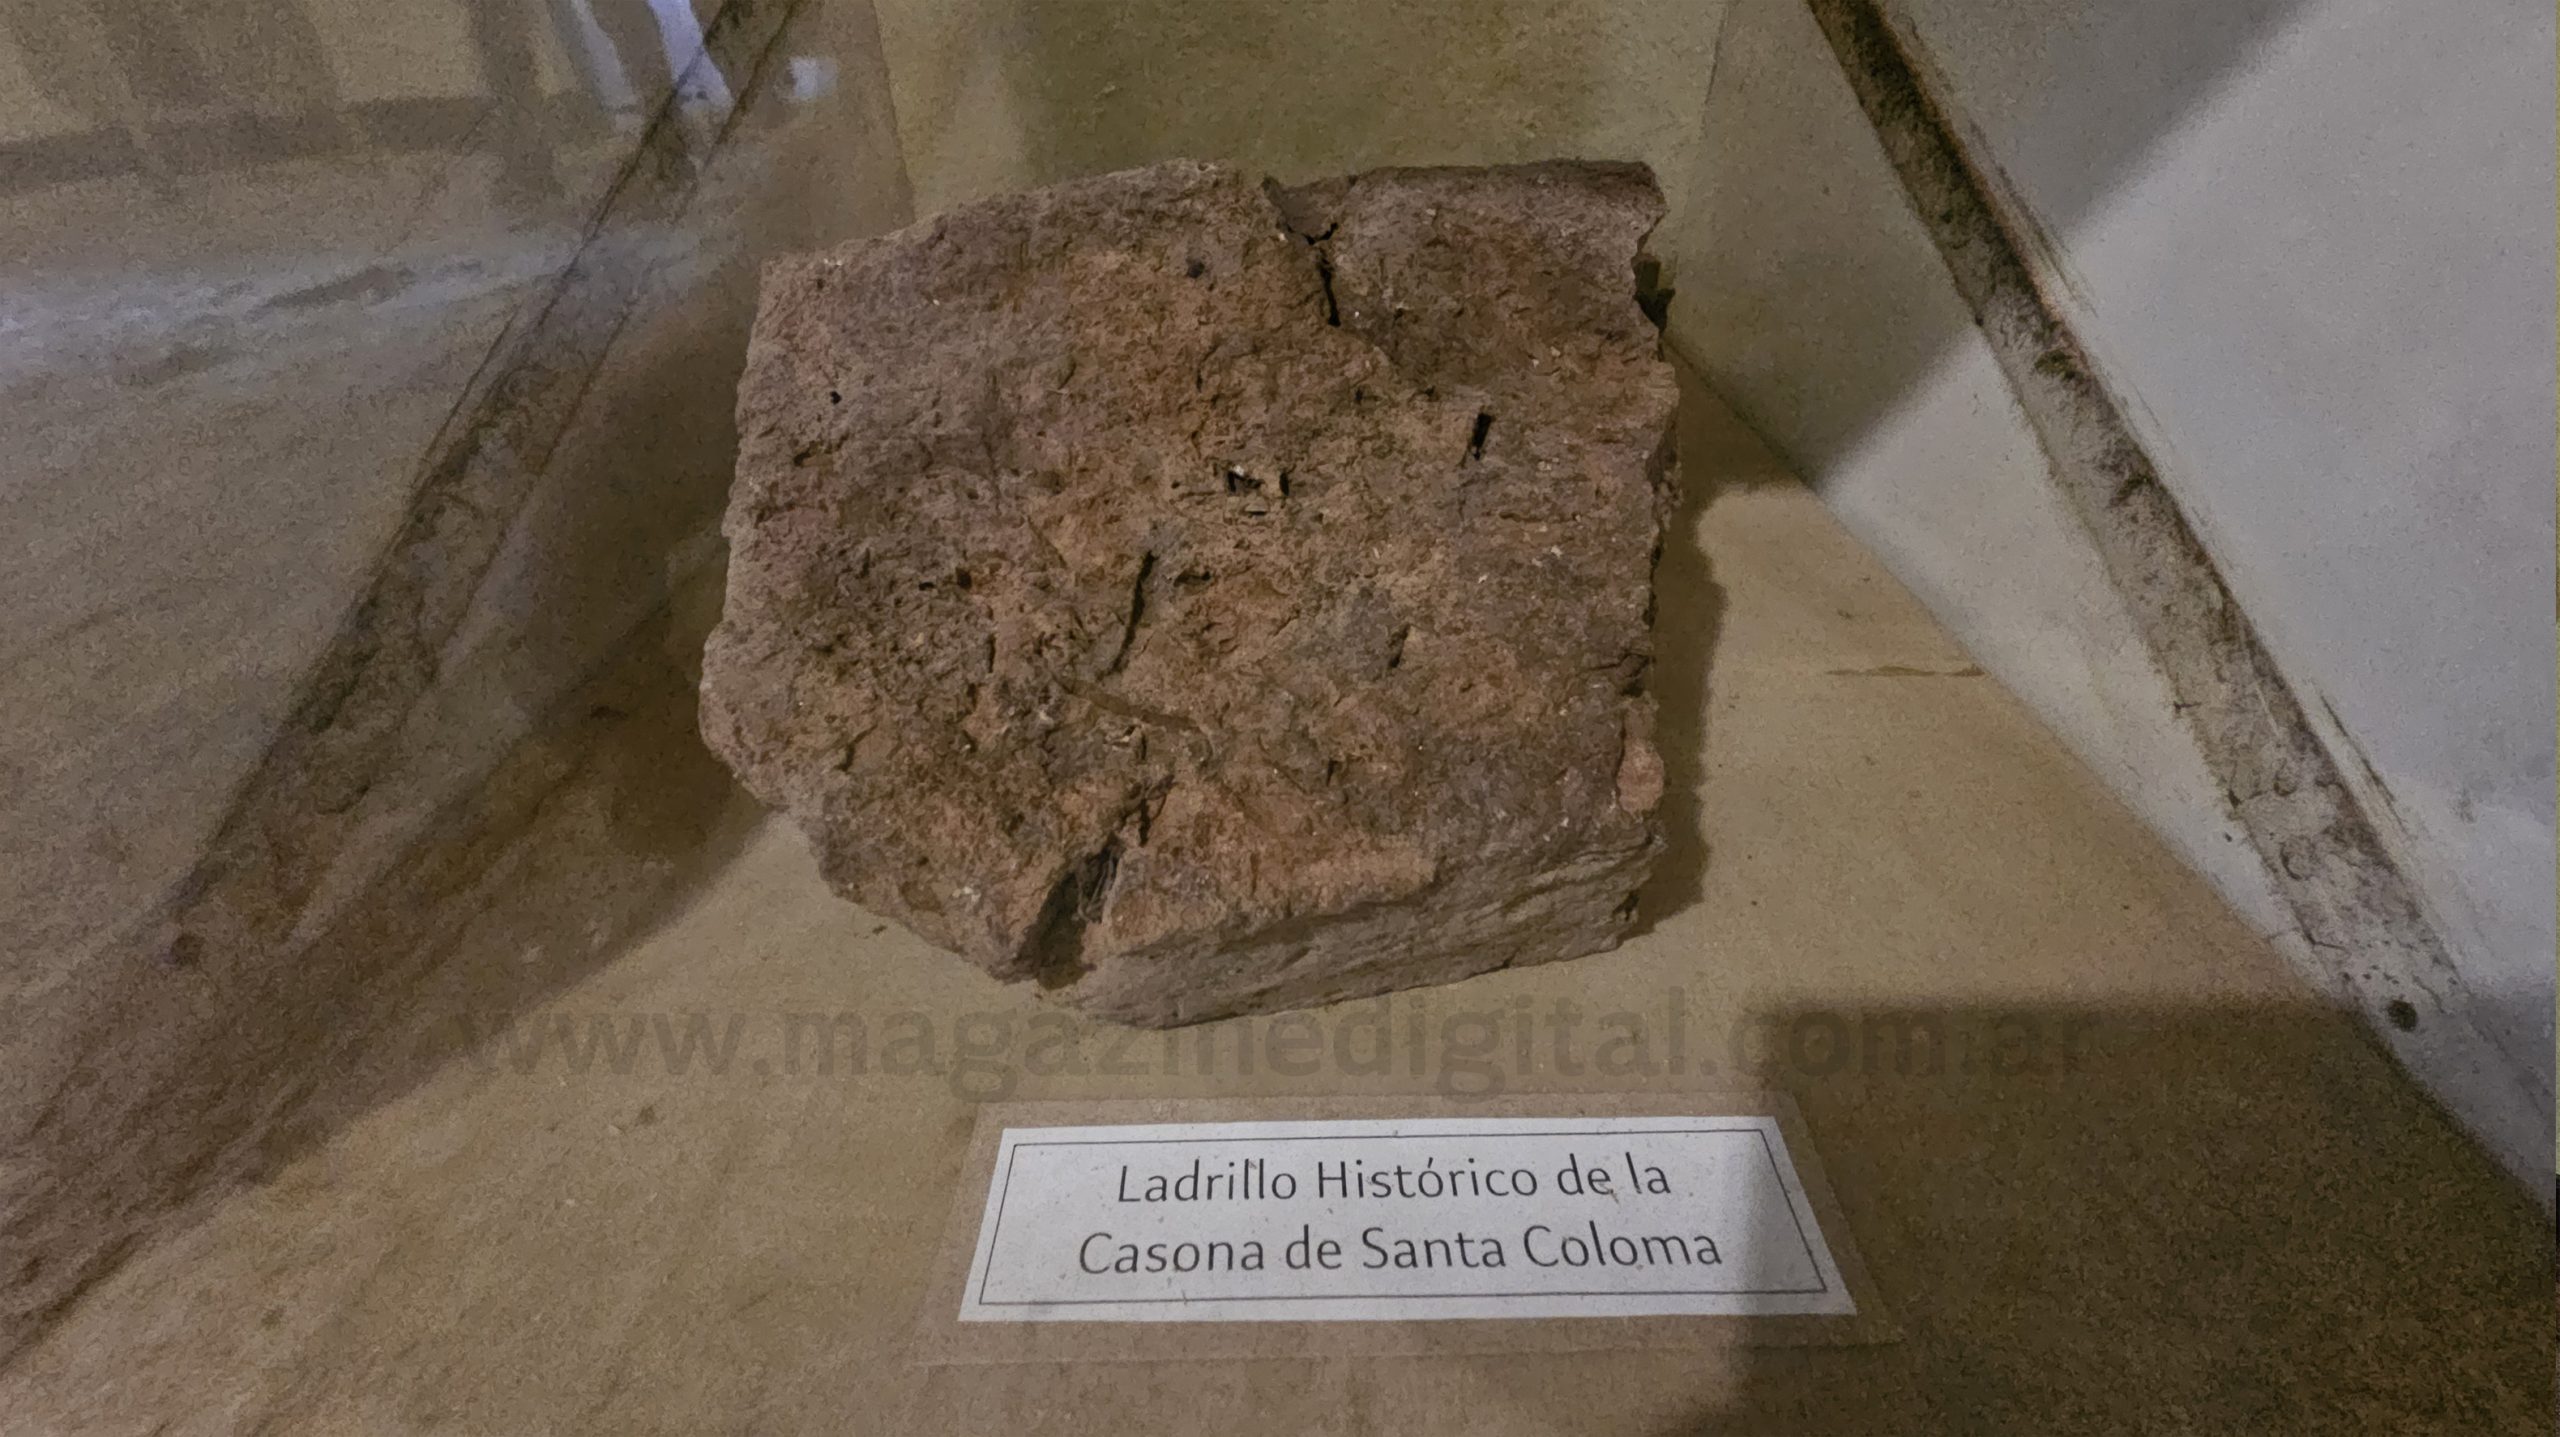 www.magazinedigital.com.ar
Ladrillo Histórico de la
Casona de Santa Coloma